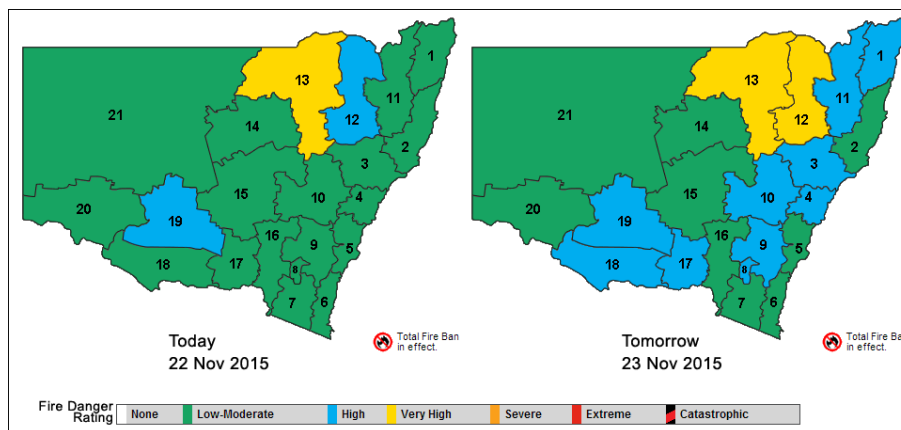 1
13
11
12
21
14
2
3
15
10
4
20
19
16
9
5
18
17
8
7
6
Today
22 Nov 2015
Total Fire Ban
in effect.
1
13
11
12
21
14
2
3
15
10
4
20
19
16
9
5
18
17
8
7
6
Tomorrow
23 Nov 2015
Total Fire Ba
in effect.
Fire Danger
Rating
None
Low-Moderate
High
Very High
Severe
Extreme
Catastrophic